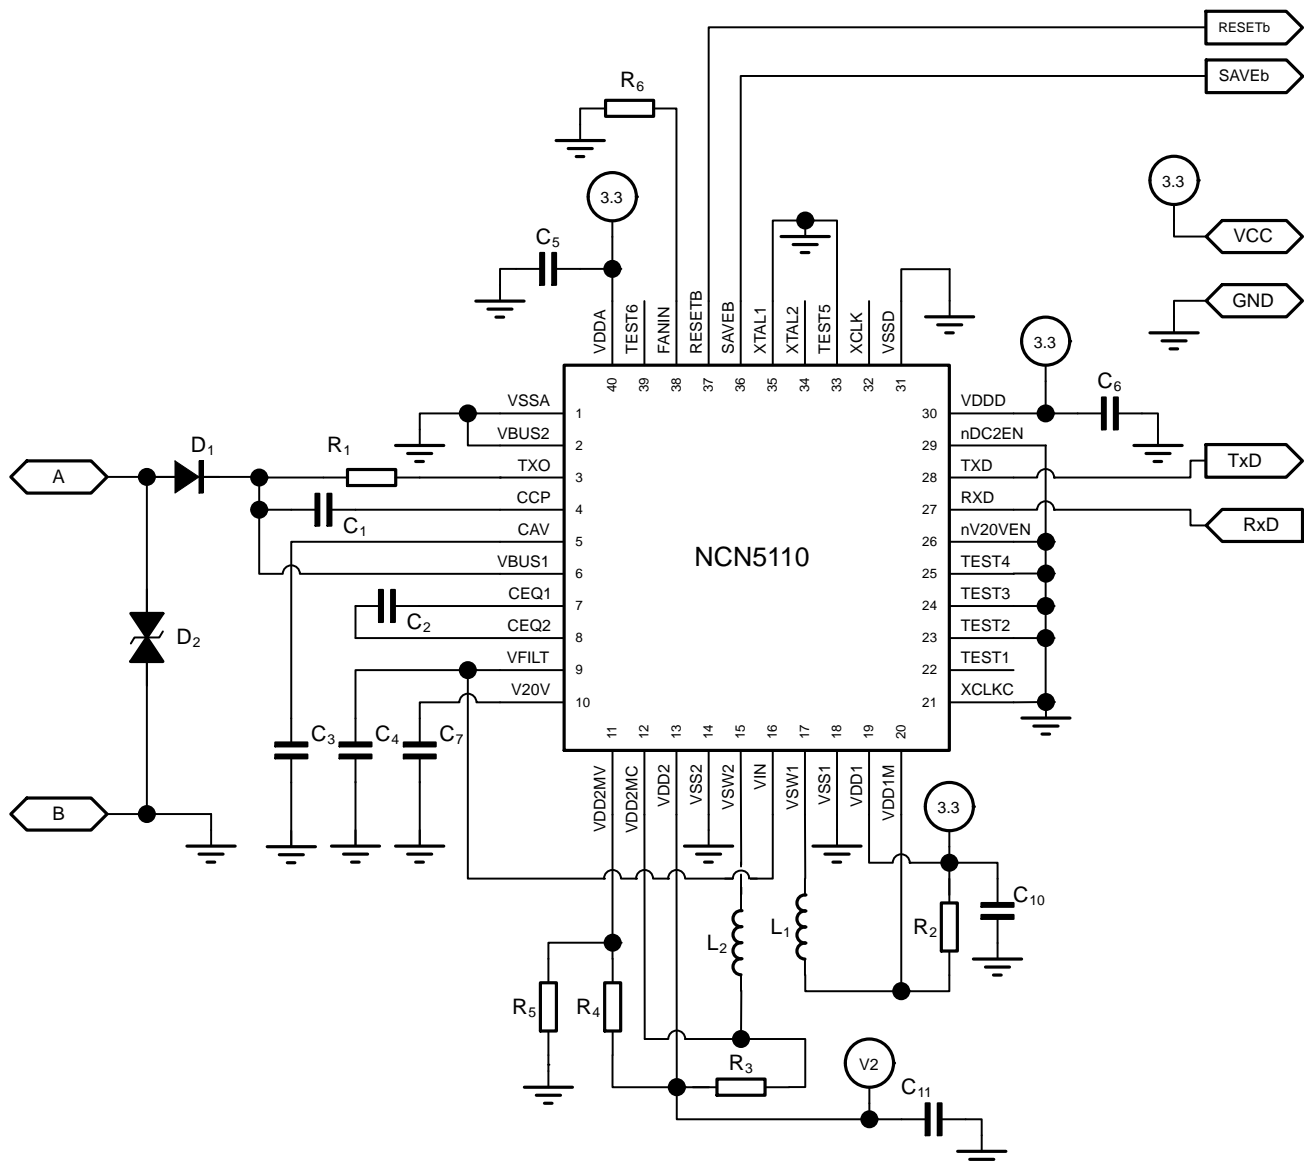 RESETb
SAVEb
R6
3.3
3.3
C5
VCC
GND
3.3
C6
VDDA
TEST6
FANIN
RESETB
SAVEB
XTAL1
XTAL2
TEST5
XCLK
VSSD
40
39
38
37
36
35
34
33
32
31
VSSA
1
VBUS2
2
TXO
3
CCP
4
CAV
5
VBUS1
6
CEQ1
7
CEQ2
8
VFILT
9
V20V
10
30
VDDD
29
nDC2EN
28
TXD
27
RXD
26
nV20VEN
25
TEST4
24
TEST3
23
TEST2
22
TEST1
21
XCLKC
NCN5110
TxD
RxD
A
D1
R1
C1
C2
D2
C3
C4
C7
B
11
12
13
14
15
16
17
18
19
20
VDD2MV
VDD2MC
VDD2
VSS2
VSW2
VIN
VSW1
VSS1
VDD1
VDD1M
3.3
C10
R2
L1
L2
R5
R4
R3
V2
C11